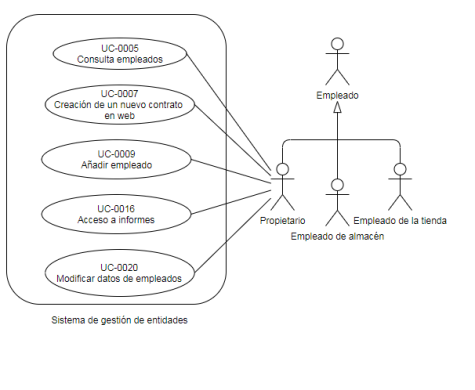 UC-0005
Consulta empleados
UC-0007
Creación de un nuevo contrato
en web
UC-0009
Añadir empleado
UC-0016
Acceso a informes
UC-0020
Modificar datos de empleados
Sistema de gestión de entidades
Empleado
Propietario
Empleado de almacén
Empleado de la tienda